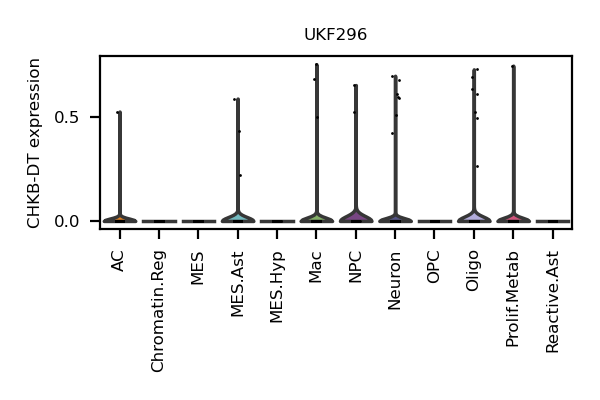 UKF296
CHKB-DT expression
0.5
0.0
AC
Chromatin.Reg
MES
MES.Ast
MES.Hyp
Mac
NPC
Neuron
OPC
Oligo
Prolif.Metab
Reactive.Ast